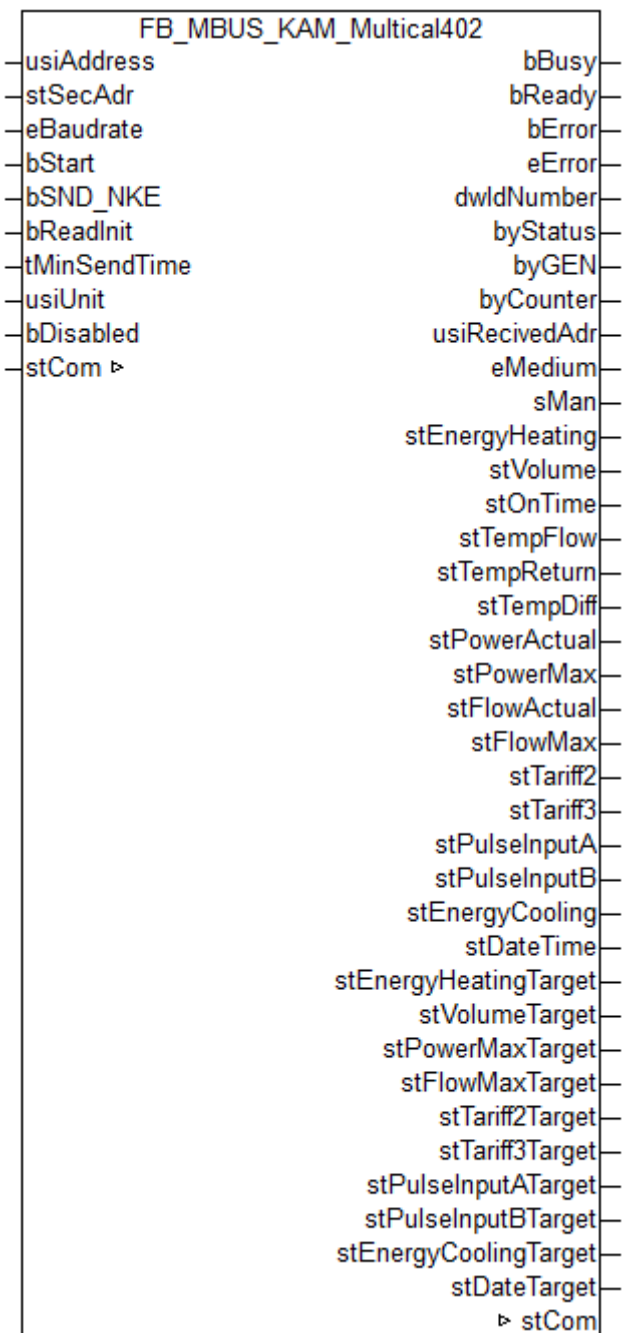 FB_MBUS_KAM_Multical402
usiAddress bBusy
stSecAdr bReady
eBaudrate bError
bStart eError
bSND_NKE dwIdNumber
bReadInit byStatus
tMinSendTime byGEN
usiUnit byCounter
bDisabled usiRecivedAdr
stCom eMedium
sMan
stEnergyHeating
stVolume
stOnTime
stTempFlow
stTempReturn
stTempDiff
stPowerActual
stPowerMax
stFlowActual
stFlowMax
stTariff2
stTariff3
stPulseInputA
stPulseInputB
stEnergyCooling
stDateTime
stEnergyHeatingTarget
stVolumeTarget
stPowerMaxTarget
stFlowMaxTarget
stTariff2Target
stTariff3Target
stPulseInputATarget
stPulseInputBTarget
stEnergyCoolingTarget
stDateTarget
stCom